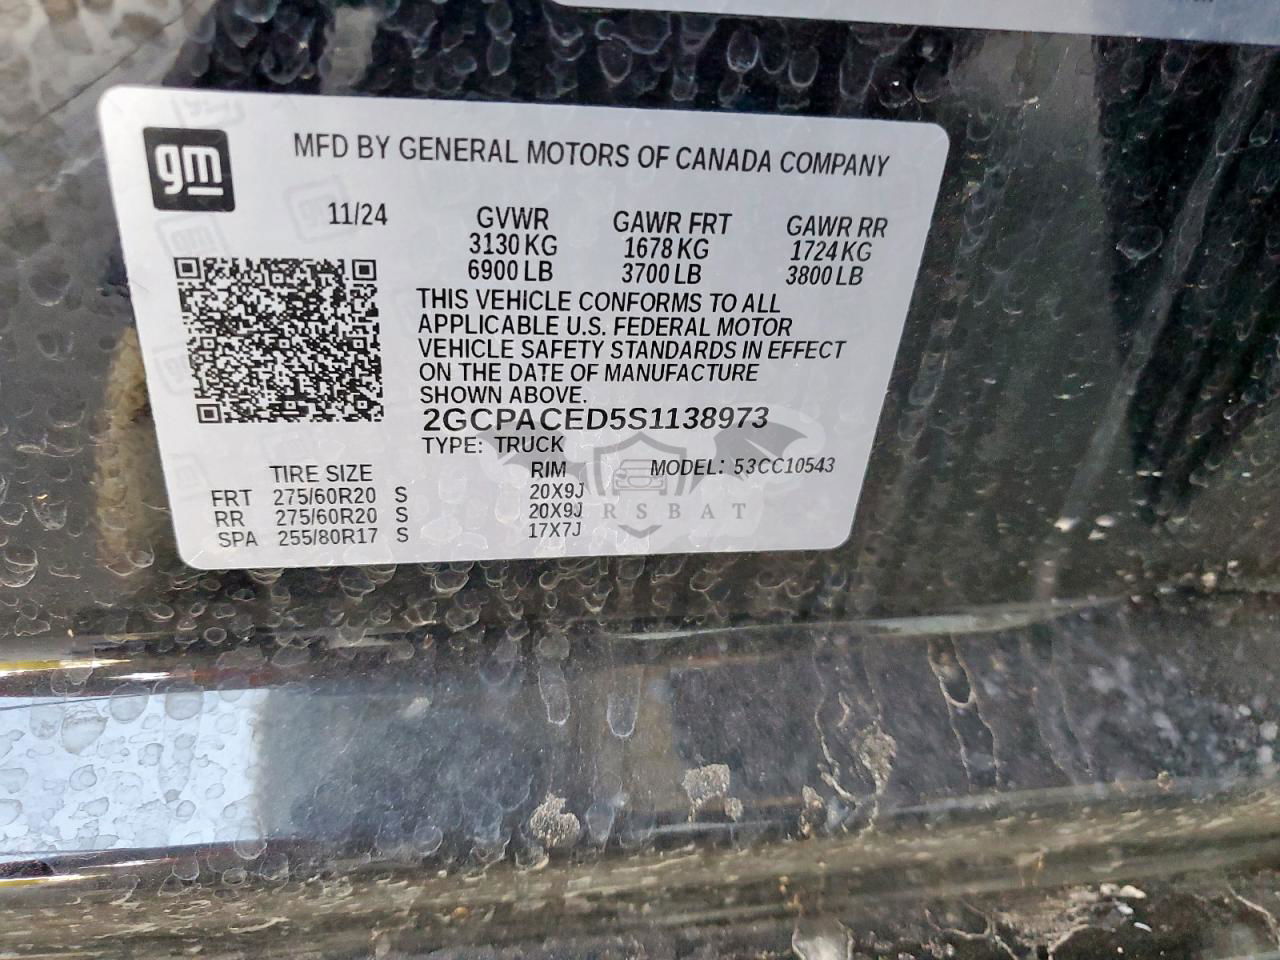 gm
MFD BY GENERAL MOTORS OF CANADA COMPANY
11/24 GVWR GAWR FRT GAWR RR
3130 KG 1678 KG 1724 KG
6900 LB 3700 LB 3800 LB
THIS VEHICLE CONFORMS TO ALL
APPLICABLE U.S. FEDERAL MOTOR
VEHICLE SAFETY STANDARDS IN EFFECT
ON THE DATE OF MANUFACTURE
SHOWN ABOVE.
2GCPACED5S1138973
TYPE: TRUCK
TIRE SIZE RIM MODEL: 53CC10543
FRT 275/60R20 S 20X9J
RR 275/60R20 S 20X9J
SPA 255/80R17 S 17X7J
RSBAT